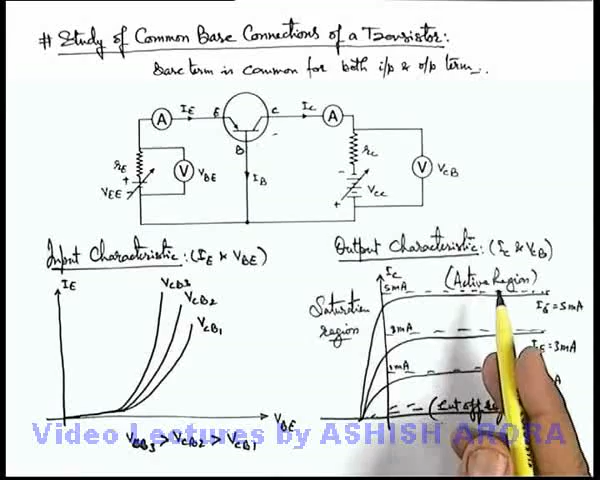 # Study of Common Base Connections of a Transistor:
Base term is common for both i/p & o/p term..
A IE E C IC A
B
rE V VBE IB
+ VEE
rC - VCC +
V VCB
Input Characteristic: (IE & VBE)
Output Characteristic: (IC & VCB)
IE
VCB3
VCB2
VCB1
VBE
VCB3 > VCB2 > VCB1
IC
(Active Region)
Saturation
region
5mA
IE = 5mA
3mA
IE = 3mA
1mA
A
(Cut off
Video Lectures by ASHISH ARORA